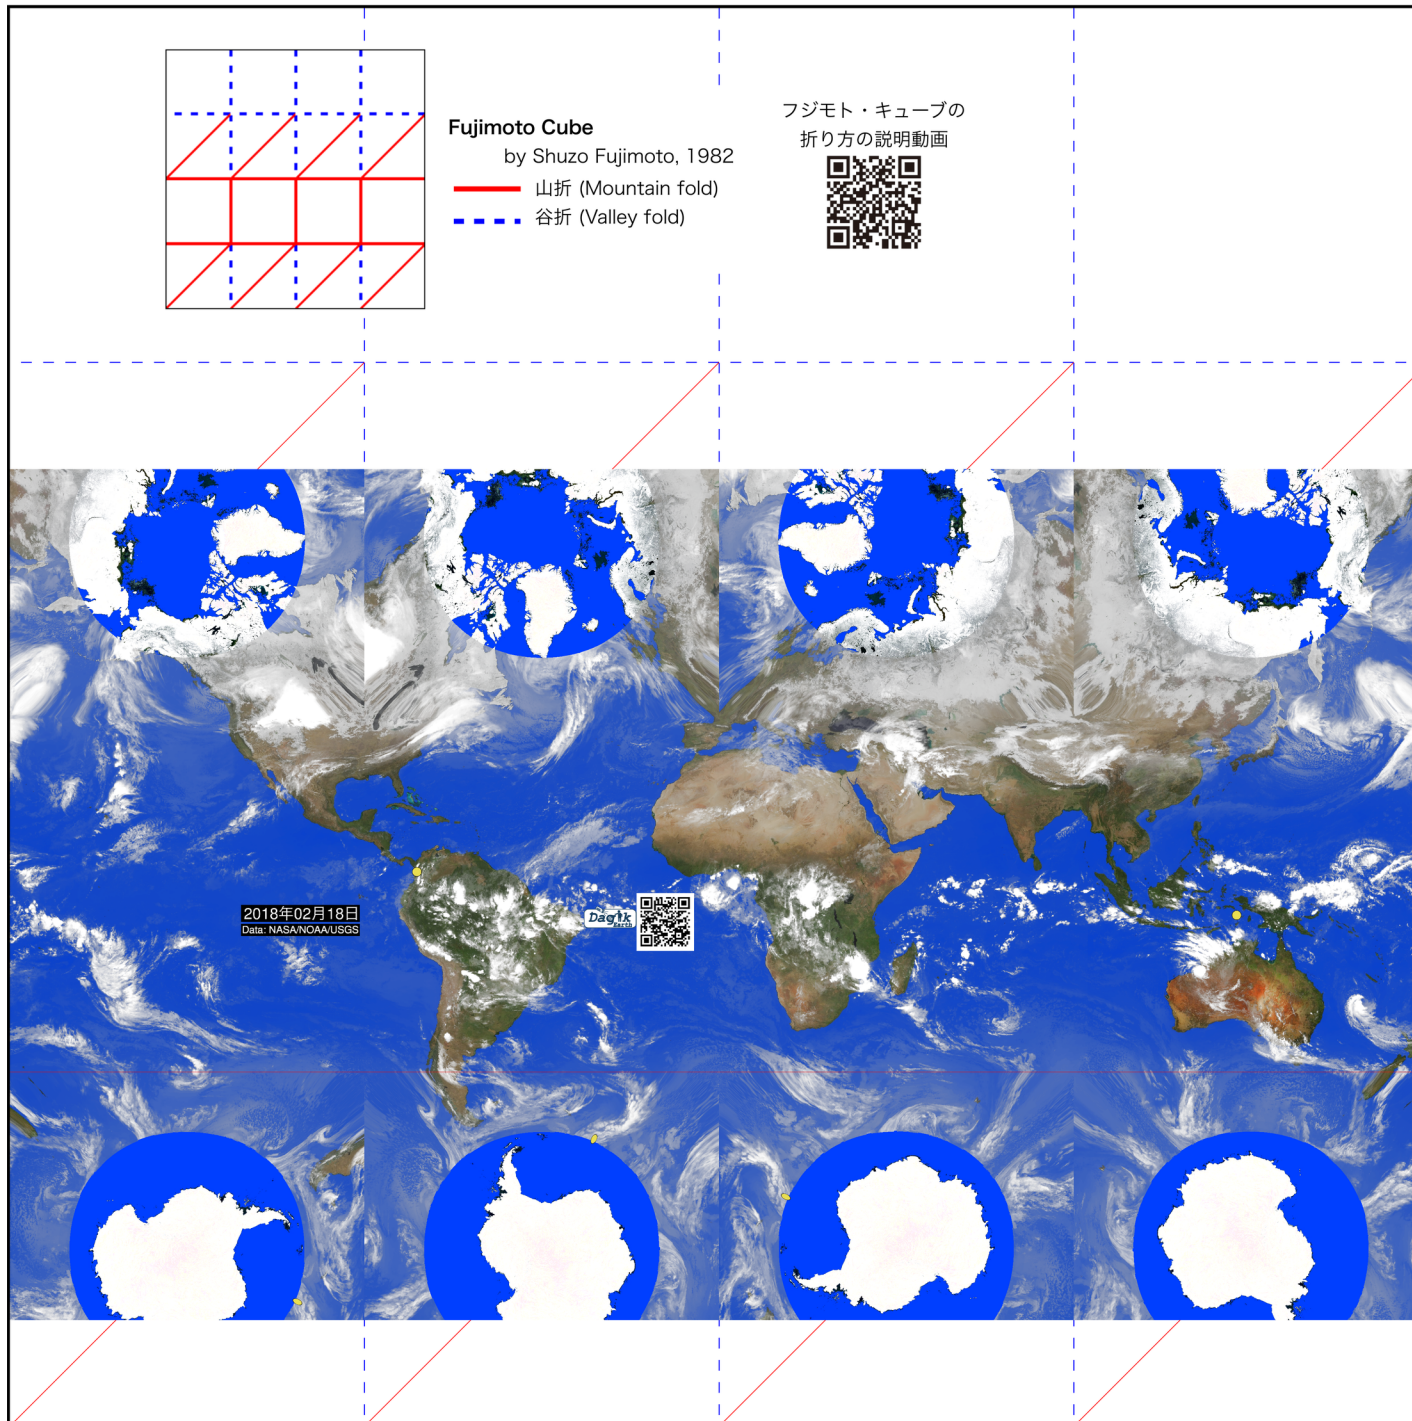 Fujimoto Cube
by Shuzo Fujimoto, 1982
山折 (Mountain fold)
谷折 (Valley fold)
フジモト・キューブの
折り方の説明動画
2018年02月18日
Data: NASA/NOAA/USGS
Dagik
Earth